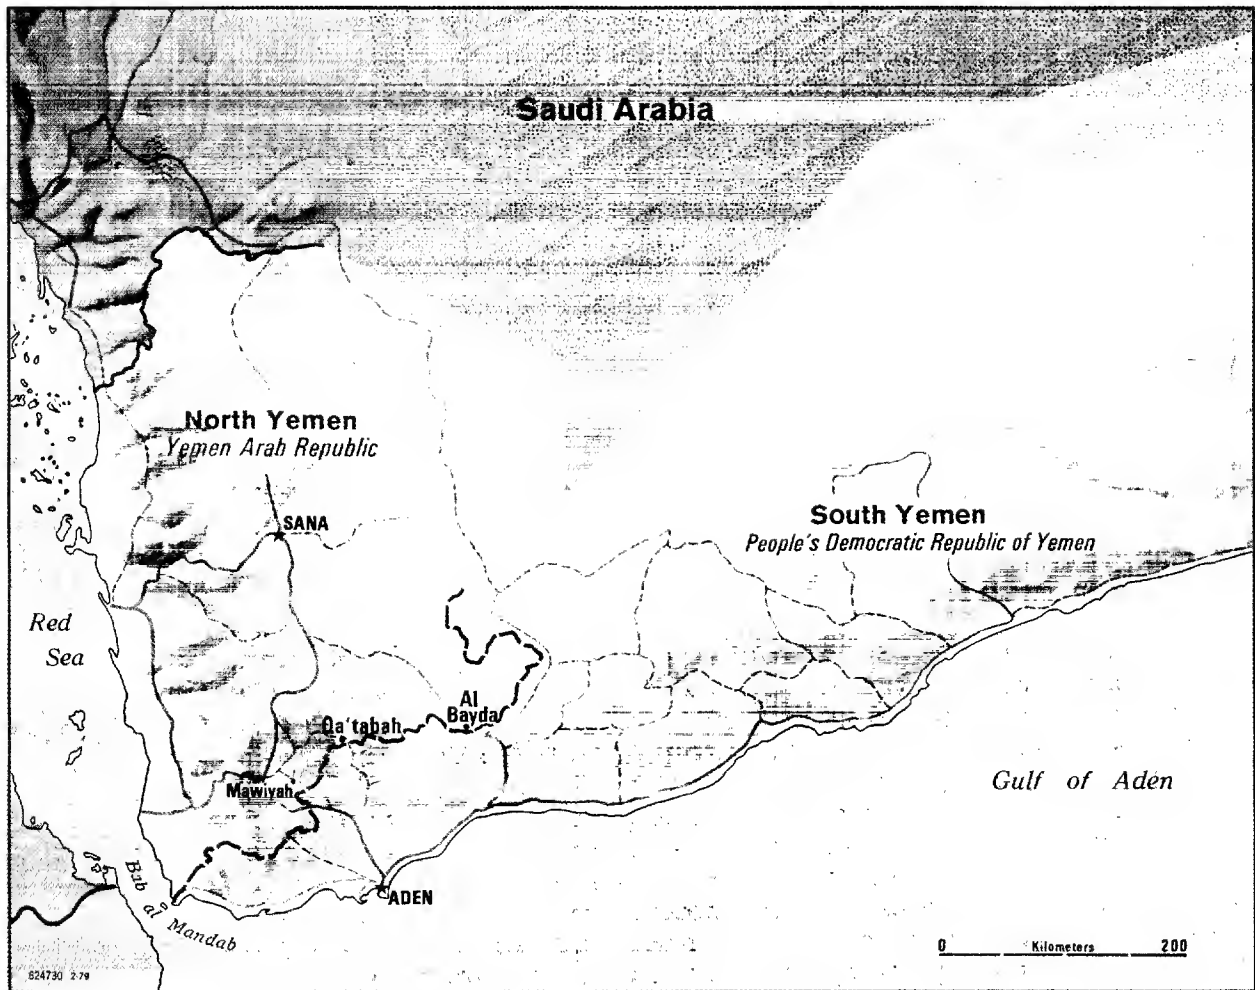 Saudi Arabia
North Yemen
Yemen Arab Republic
SANA
South Yemen
People's Democratic Republic of Yemen
Red
Sea
Al
Bayda
Qa'tabah
Mawiyah
Gulf of Aden
ADEN
Bab al Mandab
0 Kilometers 200
624730 2-79